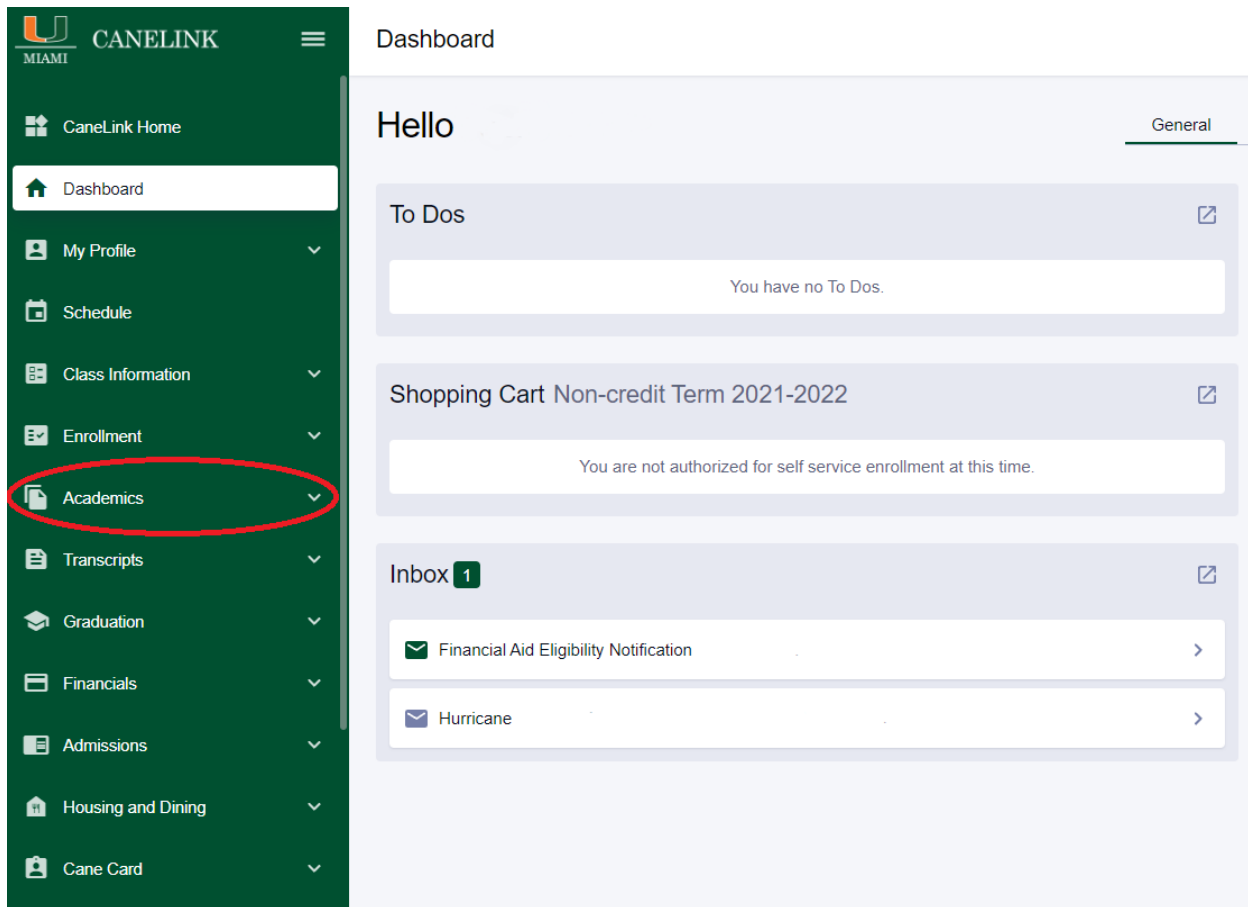 MIAMI
CANELINK
CaneLink Home
Dashboard
My Profile
Schedule
Class Information
Enrollment
Academics
Transcripts
Graduation
Financials
Admissions
Housing and Dining
Cane Card
Dashboard
Hello
General
To Dos
You have no To Dos.
Shopping Cart Non-credit Term 2021-2022
You are not authorized for self service enrollment at this time.
Inbox 1
Financial Aid Eligibility Notification
Hurricane